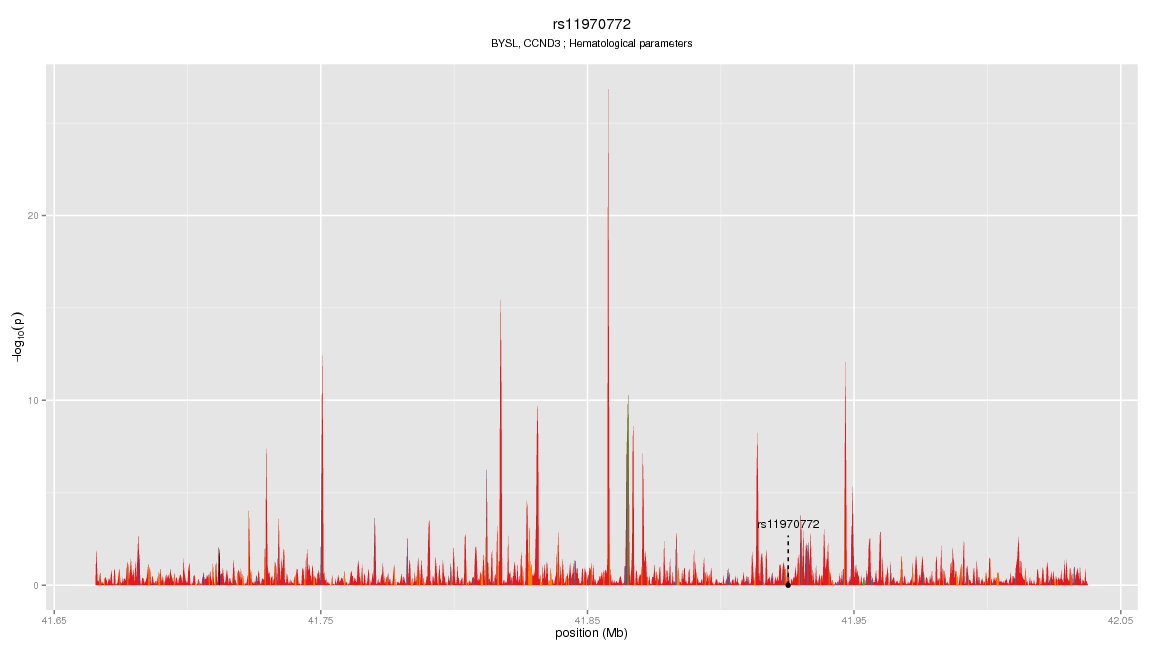 rs11970772
BYSL, CCND3 ; Hematological parameters
20
10
0
−log10(p)
rs11970772
41.65 41.75 41.85 41.95 42.05
position (Mb)